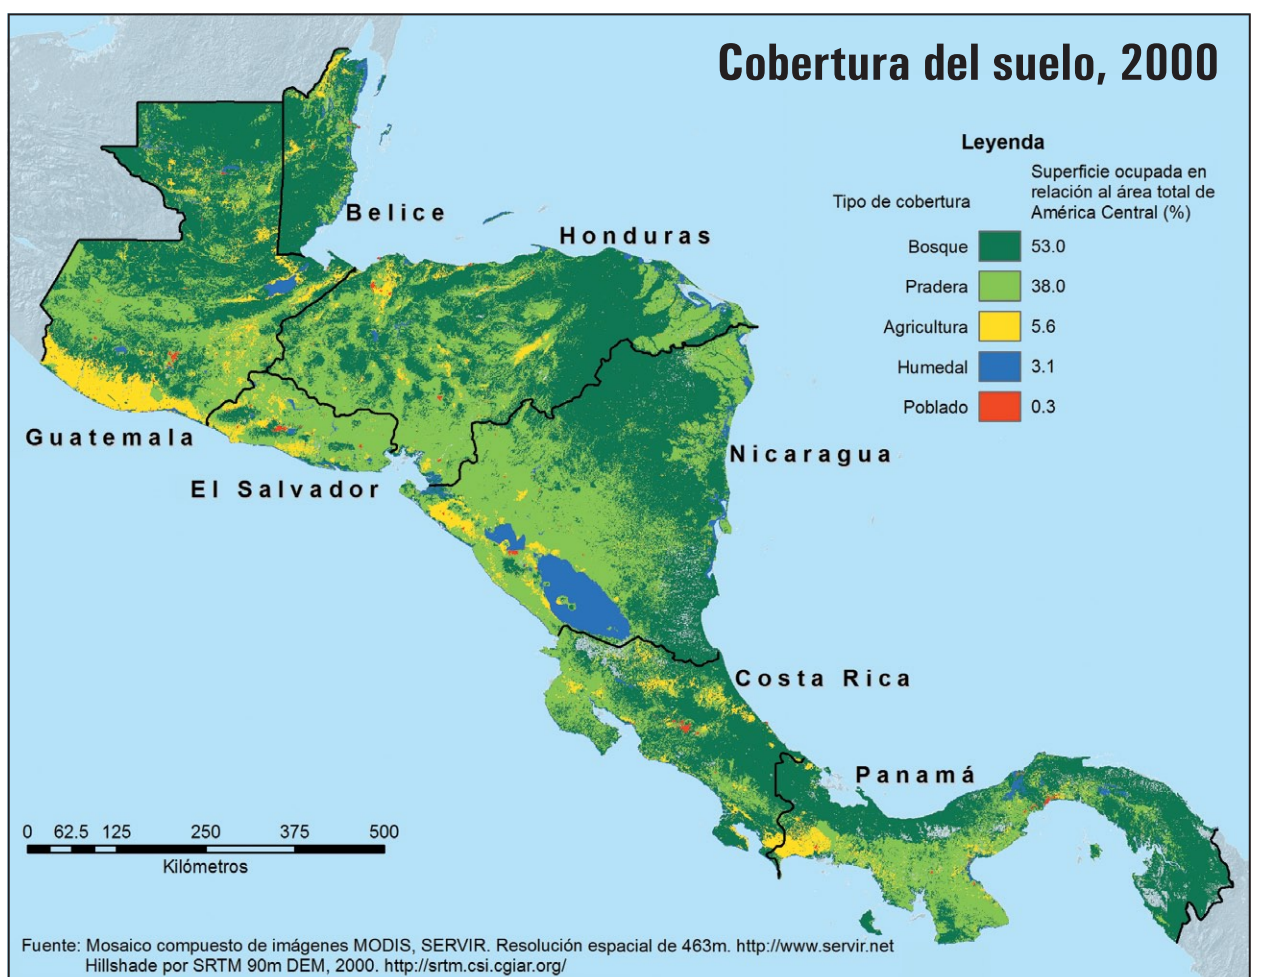 Cobertura del suelo, 2000
Leyenda
Tipo de cobertura
Superficie ocupada en
relación al área total de
América Central (%)
Bosque 53.0
Pradera 38.0
Agricultura 5.6
Humedal 3.1
Poblado 0.3
Belice
Honduras
Guatemala
El Salvador
Nicaragua
Costa Rica
Panamá
0 62.5 125 250 375 500
Kilómetros
Fuente: Mosaico compuesto de imágenes MODIS, SERVIR. Resolución espacial de 463m. http://www.servir.net
Hillshade por SRTM 90m DEM, 2000. http://srtm.csi.cgiar.org/